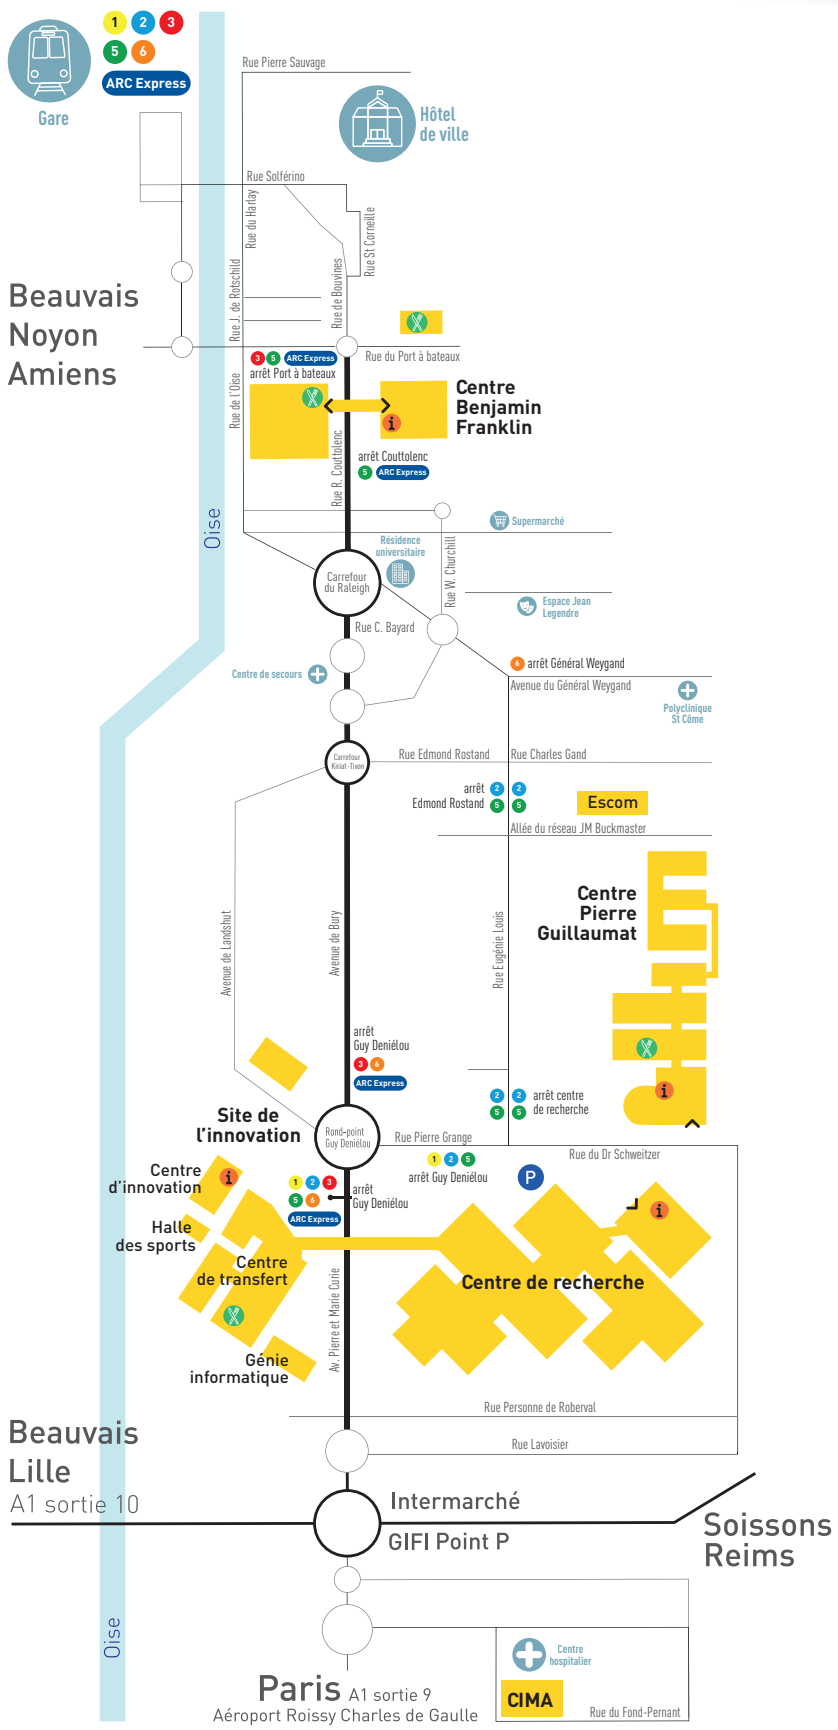 1 2 3
5 6
ARC Express
Gare
Rue Pierre Sauvage
Hôtel
de ville
Rue Solférino
Rue du Harlay
Rue St Corneille
Rue J. de Rotschild
Rue de Bouvines
Beauvais
Noyon
Amiens
3 5 ARC Express
arrêt Port à bateaux
Rue du Port à bateaux
Rue de l'Oise
Centre
Benjamin
Franklin
i
Rue R. Couttolenc
arrêt Couttolenc
5 ARC Express
Oise
Supermarché
Résidence
universitaire
Rue W. Churchill
Carrefour
du Raleigh
Espace Jean
Legendre
Rue C. Bayard
Centre de secours
6 arrêt Général Weygand
Avenue du Général Weygand
Polyclinique
St Côme
Carrefour
Kiriat-Tivon
Rue Edmond Rostand
Rue Charles Gand
arrêt
Edmond Rostand
2 2
5 5
Escom
Allée du réseau JM Buckmaster
Centre
Pierre
Guillaumat
Avenue de Landshut
Avenue de Bury
Rue Eugénie Louis
arrêt
Guy Deniélou
3 6
ARC Express
i
2 2
5 5
arrêt centre
de recherche
Site de
l'innovation
Rond-point
Guy Deniélou
Rue Pierre Grange
Rue du Dr Schweitzer
1 2 5
arrêt Guy Deniélou
P
Centre
d'innovation
i
1 2 3
5 6
ARC Express
arrêt
Guy Deniélou
i
Halle
des sports
Centre
de transfert
Centre de recherche
Av. Pierre et Marie Curie
Génie
informatique
Rue Personne de Roberval
Rue Lavoisier
Beauvais
Lille
A1 sortie 10
Intermarché
GIFI Point P
Soissons
Reims
Oise
Centre
hospitalier
CIMA
Rue du Fond-Pernant
Paris A1 sortie 9
Aéroport Roissy Charles de Gaulle